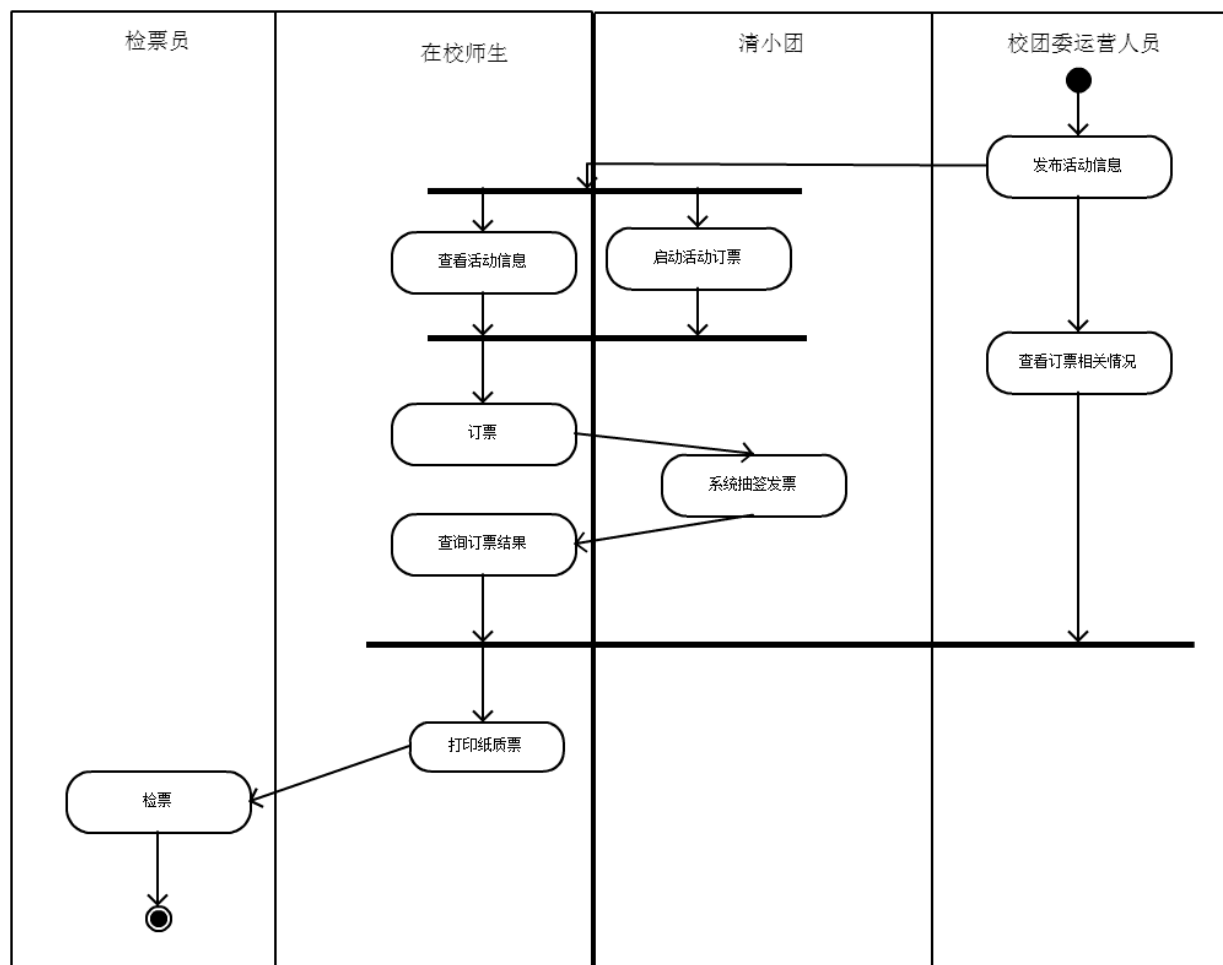 检票员
在校师生
清小团
校团委运营人员
发布活动信息
查看活动信息
启动活动订票
查看订票相关情况
订票
系统抽签发票
查询订票结果
打印纸质票
检票